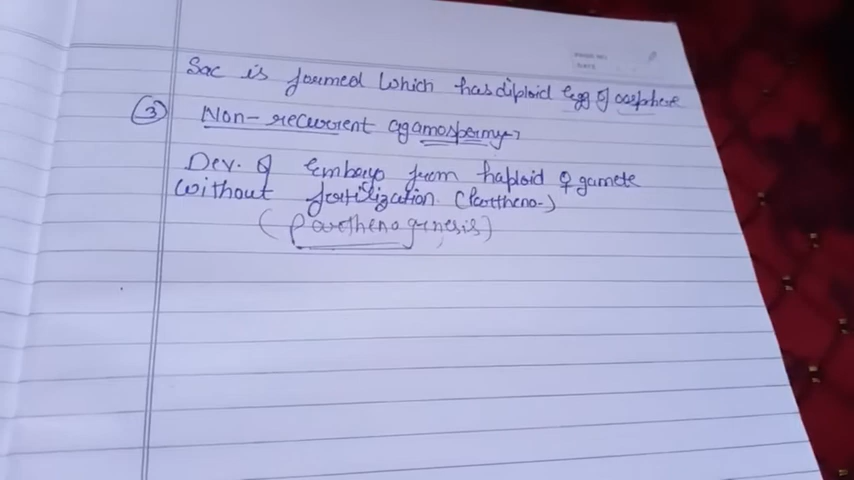 Sac is formed which has diploid egg of oosphere
③ Non-recurrent agamospermy→
Dev. of embryo from haploid ♀ gamete
without fertilization. (Partheno-)
(parthenogenesis)